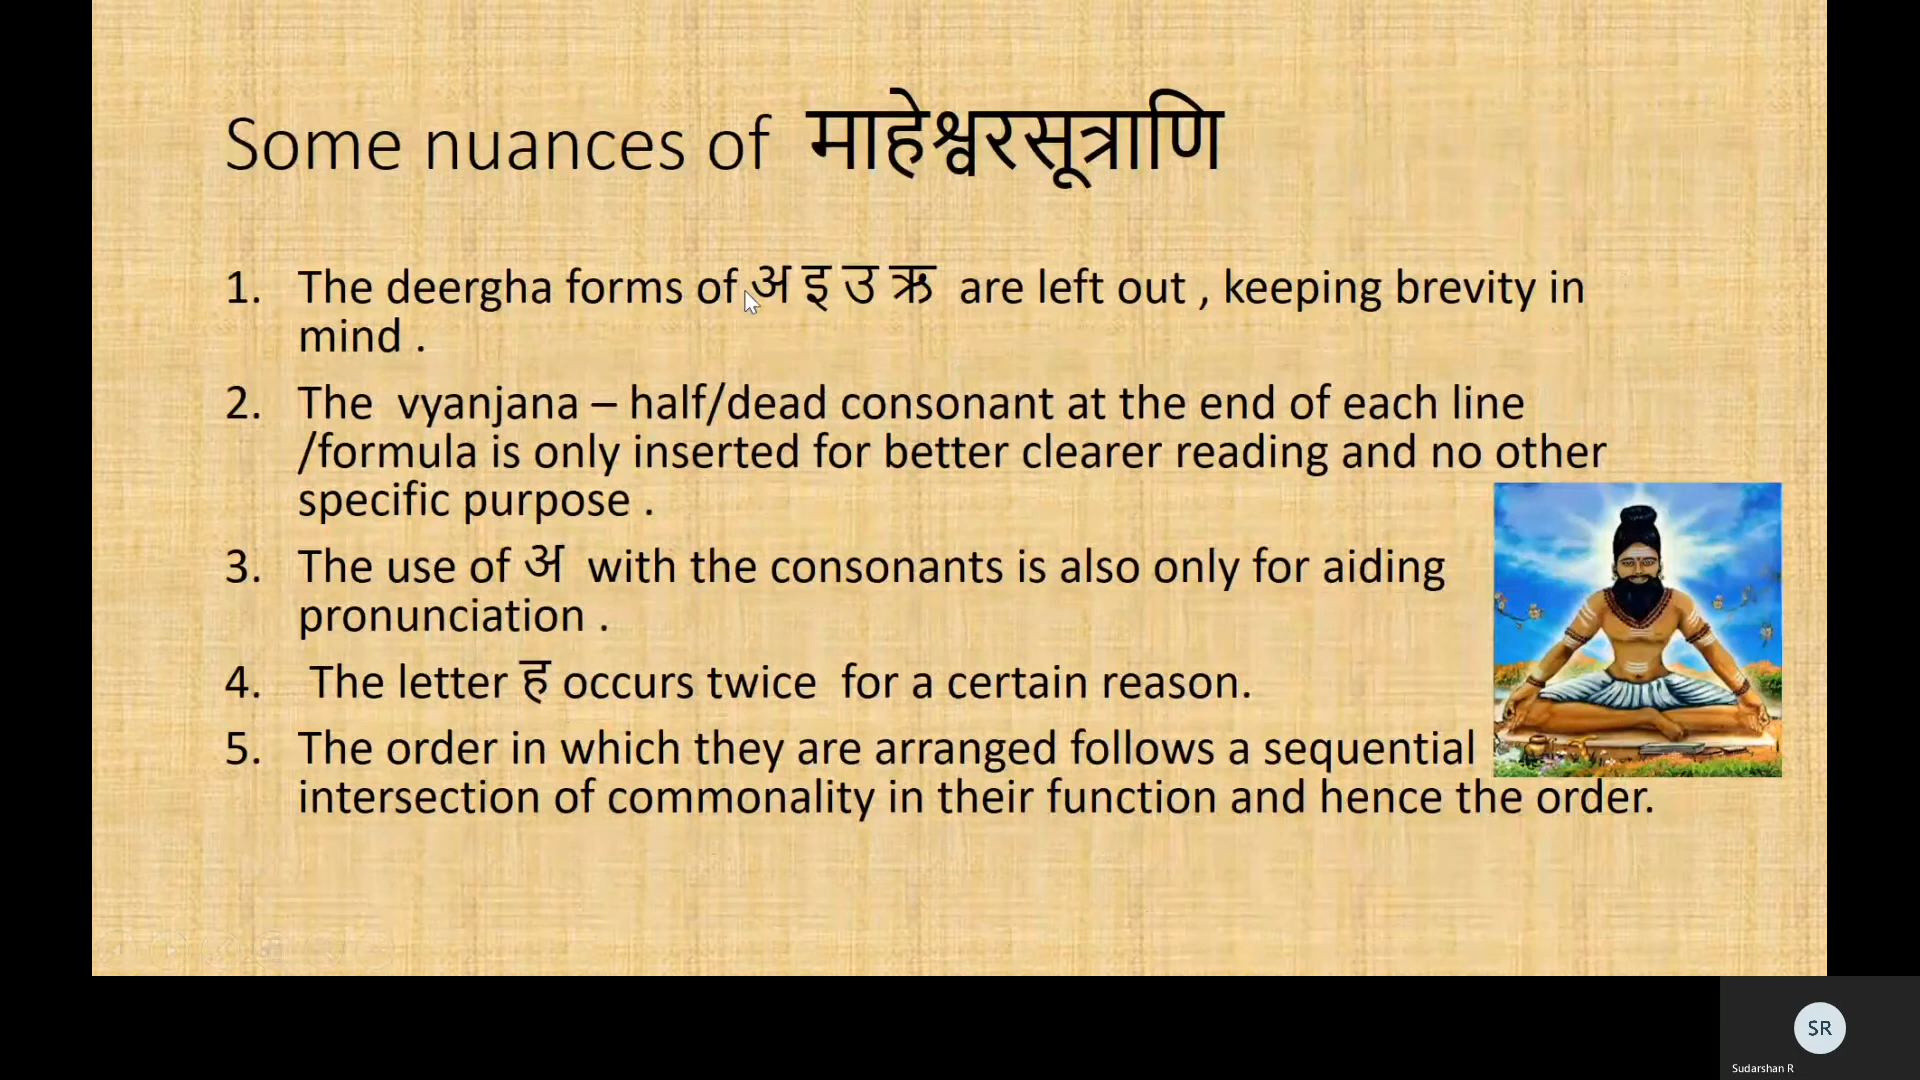 Some nuances of माहेश्वरसूत्राणि
1. The deergha forms of अ इ उ ऋ are left out , keeping brevity in
mind .
2. The vyanjana – half/dead consonant at the end of each line
/formula is only inserted for better clearer reading and no other
specific purpose .
3. The use of अ with the consonants is also only for aiding
pronunciation .
4. The letter ह occurs twice for a certain reason.
5. The order in which they are arranged follows a sequential
intersection of commonality in their function and hence the order.
SR
Sudarshan R